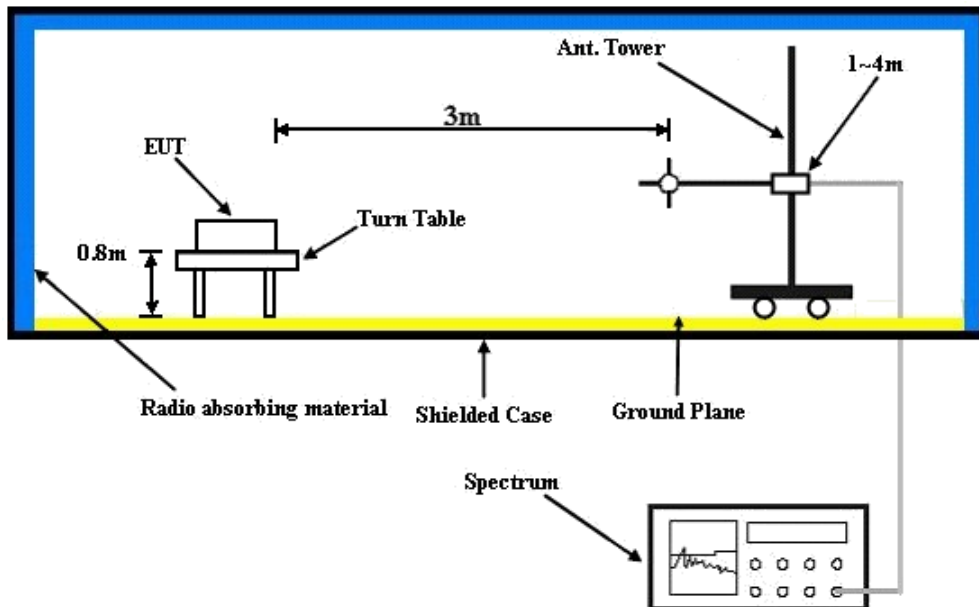 Ant. Tower
1~4m
3m
EUT
Turn Table
0.8m
Radio absorbing material
Shielded Case
Ground Plane
Spectrum